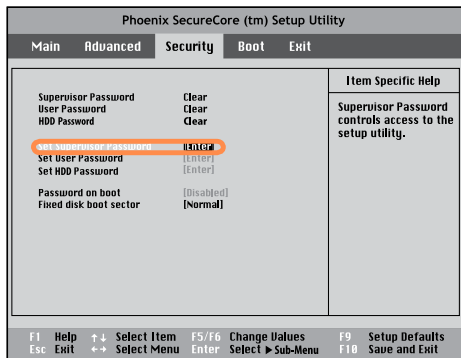 Phoenix SecureCore (tm) Setup Utility
Main Advanced Security Boot Exit
Item Specific Help
Supervisor Password Clear
User Password Clear
HDD Password Clear
Supervisor Password
controls access to the
setup utility.
Set Supervisor Password [Enter]
Set User Password [Enter]
Set HDD Password [Enter]
Password on boot [Disabled]
Fixed disk boot sector [Normal]
F1 Help ↑↓ Select Item F5/F6 Change Values F9 Setup Defaults
Esc Exit ←→ Select Menu Enter Select ▶ Sub-Menu F10 Save and Exit